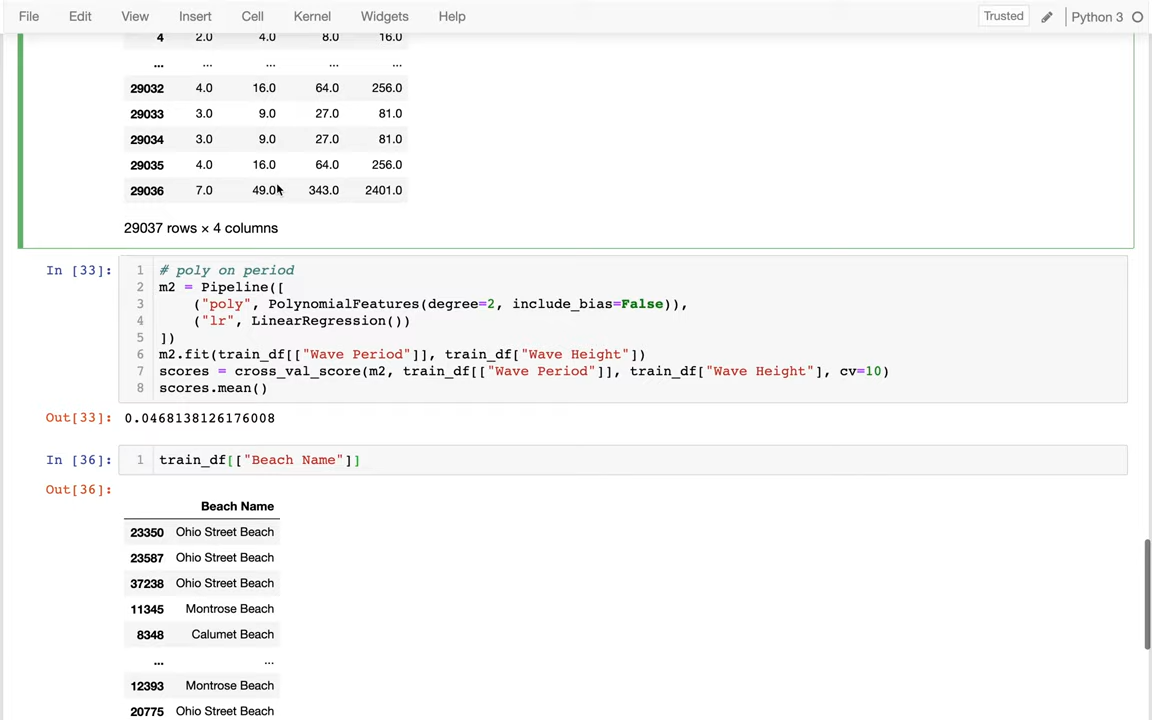 File Edit View Insert Cell Kernel Widgets Help Trusted Python 3
4 2.0 4.0 8.0 16.0
... ... ... ... ...
29032 4.0 16.0 64.0 256.0
29033 3.0 9.0 27.0 81.0
29034 3.0 9.0 27.0 81.0
29035 4.0 16.0 64.0 256.0
29036 7.0 49.0 343.0 2401.0
29037 rows × 4 columns
In [33]: 1 # poly on period
2 m2 = Pipeline([
3 ("poly", PolynomialFeatures(degree=2, include_bias=False)),
4 ("lr", LinearRegression())
5 ])
6 m2.fit(train_df[["Wave Period"]], train_df["Wave Height"])
7 scores = cross_val_score(m2, train_df[["Wave Period"]], train_df["Wave Height"], cv=10)
8 scores.mean()
Out[33]: 0.0468138126176008
In [36]: 1 train_df[["Beach Name"]]
Out[36]:
Beach Name
23350 Ohio Street Beach
23587 Ohio Street Beach
37238 Ohio Street Beach
11345 Montrose Beach
8348 Calumet Beach
... ...
12393 Montrose Beach
20775 Ohio Street Beach